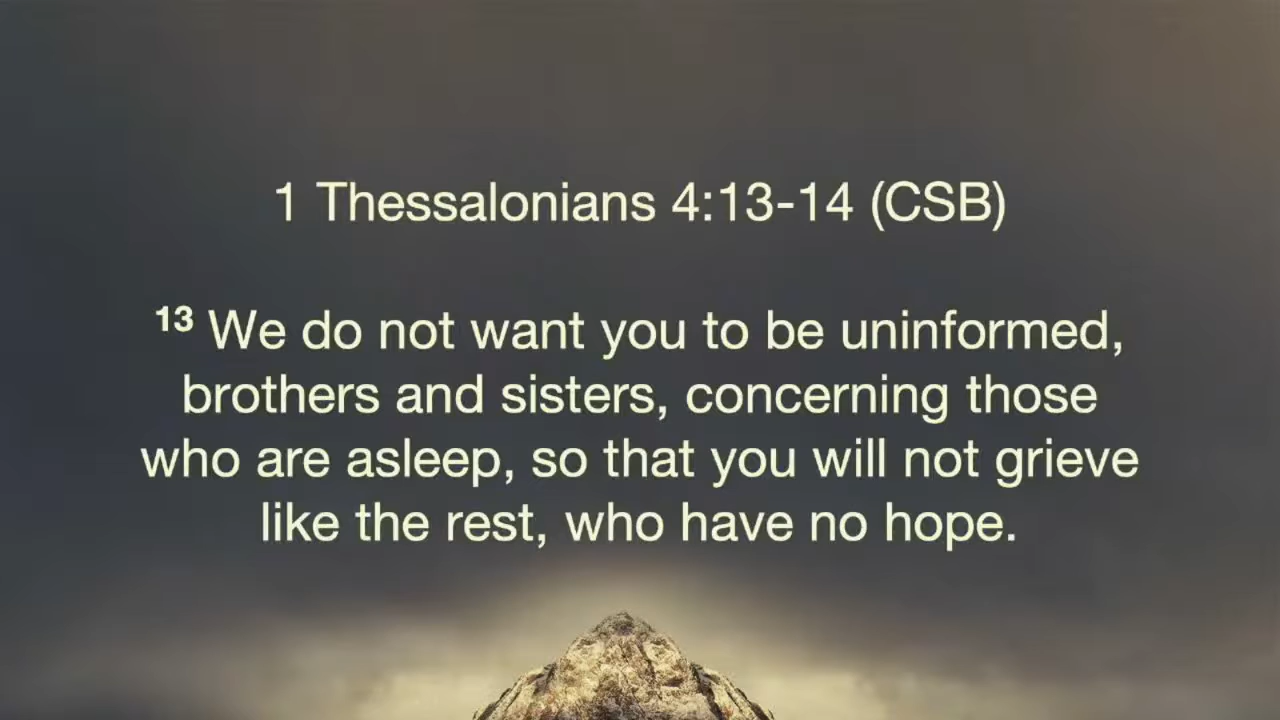 1 Thessalonians 4:13-14 (CSB)
13 We do not want you to be uninformed,
brothers and sisters, concerning those
who are asleep, so that you will not grieve
like the rest, who have no hope.